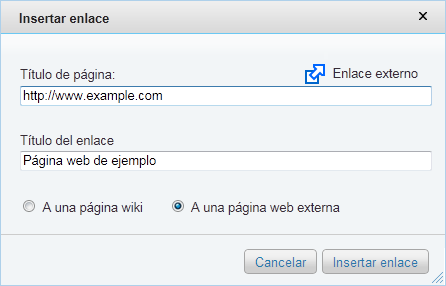 Insertar enlace
Título de página:
Enlace externo
http://www.example.com
Título del enlace
Página web de ejemplo
A una página wiki
A una página web externa
Cancelar
Insertar enlace